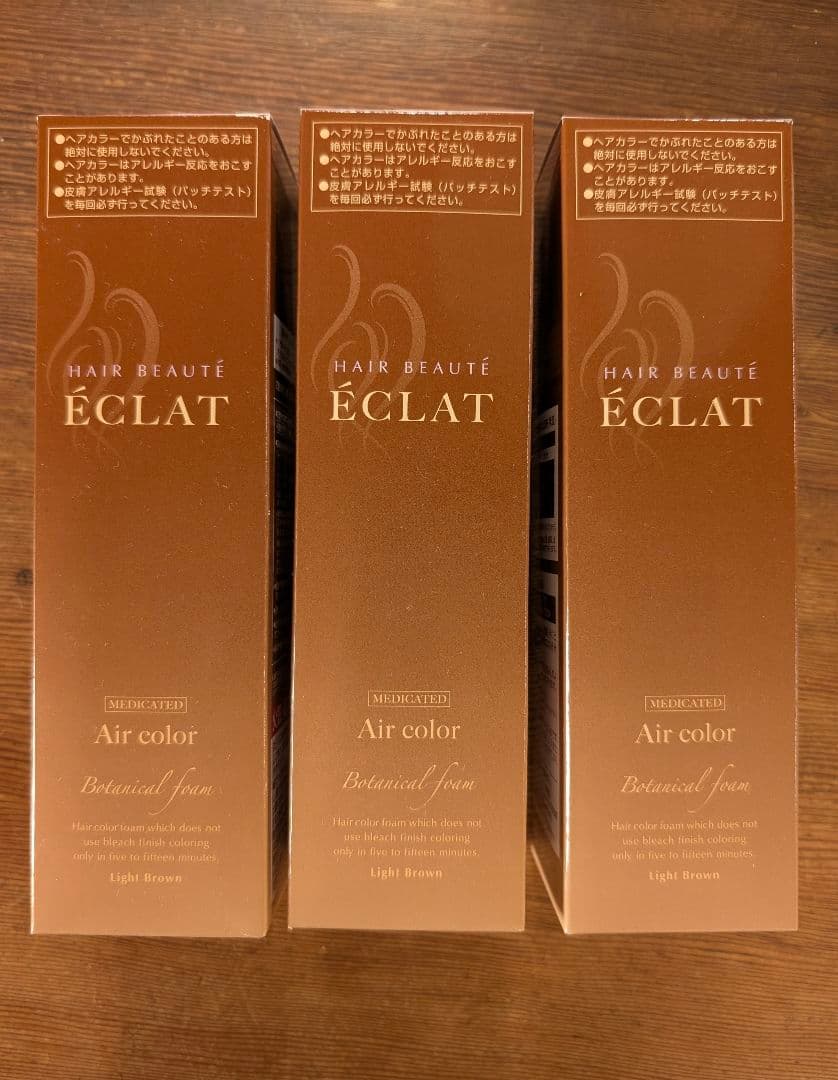 ●ヘアカラーでかぶれたことのある方は
絶対に使用しないでください。
●ヘアカラーはアレルギー反応をおこす
ことがあります。
●皮膚アレルギー試験（パッチテスト）
を毎回必ず行ってください。
HAIR BEAUTÉ
ÉCLAT
MEDICATED
Air color
Botanical foam
Hair color foam which does not
use bleach finish coloring
only in five to fifteen minutes.
Light Brown
●ヘアカラーでかぶれたことのある方は
絶対に使用しないでください。
●ヘアカラーはアレルギー反応をおこす
ことがあります。
●皮膚アレルギー試験（パッチテスト）
を毎回必ず行ってください。
HAIR BEAUTÉ
ÉCLAT
MEDICATED
Air color
Botanical foam
Hair color foam which does not
use bleach finish coloring
only in five to fifteen minutes.
Light Brown
●ヘアカラーでかぶれたことのある方は
絶対に使用しないでください。
●ヘアカラーはアレルギー反応をおこす
ことがあります。
●皮膚アレルギー試験（パッチテスト）
を毎回必ず行ってください。
HAIR BEAUTÉ
ÉCLAT
MEDICATED
Air color
Botanical foam
Hair color foam which does not
use bleach finish coloring
only in five to fifteen minutes.
Light Brown